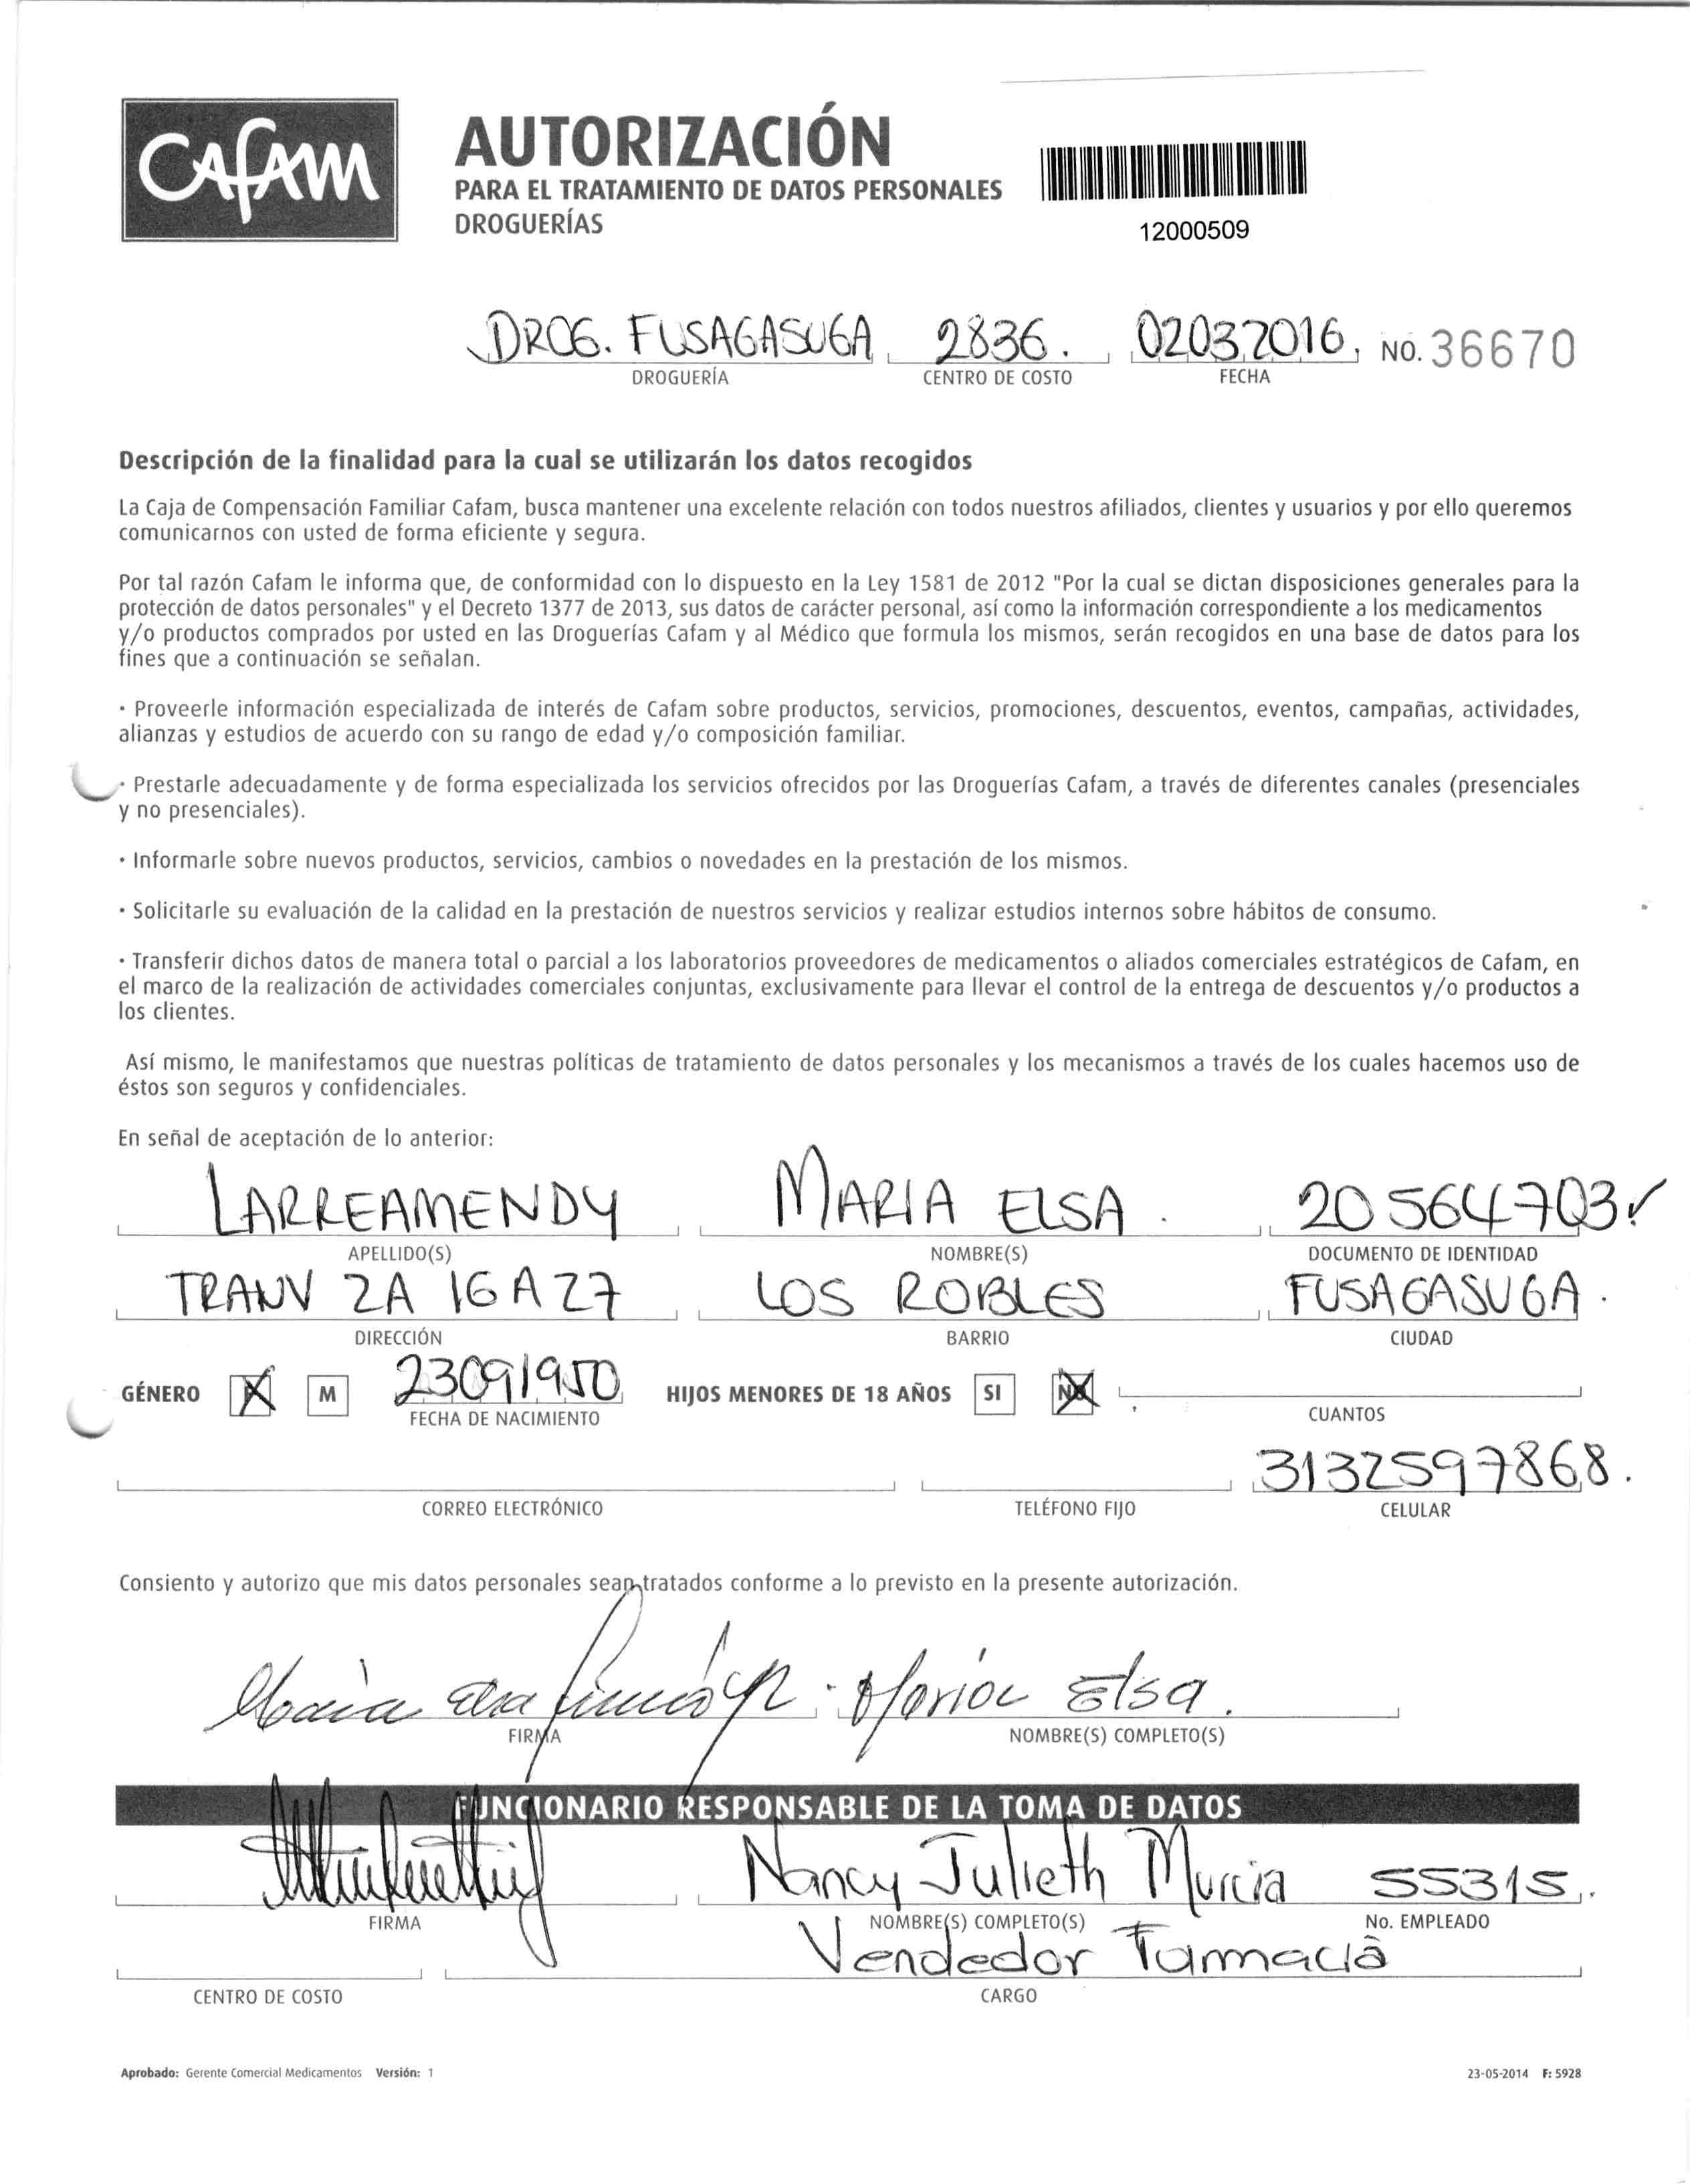 Cafam
AUTORIZACIÓN
PARA EL TRATAMIENTO DE DATOS PERSONALES
DROGUERÍAS
12000509
DROG. FUSAGASUGA 2836. 02032016. NO. 36670
DROGUERÍA CENTRO DE COSTO FECHA
Descripción de la finalidad para la cual se utilizarán los datos recogidos
La Caja de Compensación Familiar Cafam, busca mantener una excelente relación con todos nuestros afiliados, clientes y usuarios y por ello queremos
comunicarnos con usted de forma eficiente y segura.
Por tal razón Cafam le informa que, de conformidad con lo dispuesto en la Ley 1581 de 2012 "Por la cual se dictan disposiciones generales para la
protección de datos personales" y el Decreto 1377 de 2013, sus datos de carácter personal, así como la información correspondiente a los medicamentos
y/o productos comprados por usted en las Droguerías Cafam y al Médico que formula los mismos, serán recogidos en una base de datos para los
fines que a continuación se señalan.
· Proveerle información especializada de interés de Cafam sobre productos, servicios, promociones, descuentos, eventos, campañas, actividades,
alianzas y estudios de acuerdo con su rango de edad y/o composición familiar.
· Prestarle adecuadamente y de forma especializada los servicios ofrecidos por las Droguerías Cafam, a través de diferentes canales (presenciales
y no presenciales).
· Informarle sobre nuevos productos, servicios, cambios o novedades en la prestación de los mismos.
· Solicitarle su evaluación de la calidad en la prestación de nuestros servicios y realizar estudios internos sobre hábitos de consumo.
· Transferir dichos datos de manera total o parcial a los laboratorios proveedores de medicamentos o aliados comerciales estratégicos de Cafam, en
el marco de la realización de actividades comerciales conjuntas, exclusivamente para llevar el control de la entrega de descuentos y/o productos a
los clientes.
Así mismo, le manifestamos que nuestras políticas de tratamiento de datos personales y los mecanismos a través de los cuales hacemos uso de
éstos son seguros y confidenciales.
En señal de aceptación de lo anterior:
LARREAMENDY MARIA ELSA. 20564703
APELLIDO(S) NOMBRE(S) DOCUMENTO DE IDENTIDAD
TRANV 2A 16A27 LOS ROBLES FUSAGASUGA.
DIRECCIÓN BARRIO CIUDAD
GÉNERO F M 23091950 HIJOS MENORES DE 18 AÑOS SI NO
FECHA DE NACIMIENTO CUANTOS
3132597868.
CORREO ELECTRÓNICO TELÉFONO FIJO CELULAR
Consiento y autorizo que mis datos personales sean tratados conforme a lo previsto en la presente autorización.
Maria Elsa Maria Elsa.
FIRMA NOMBRE(S) COMPLETO(S)
FUNCIONARIO RESPONSABLE DE LA TOMA DE DATOS
Nancy Julieth Murcia 55315.
FIRMA NOMBRE(S) COMPLETO(S) No. EMPLEADO
Vendedor Farmacia
CENTRO DE COSTO CARGO
Aprobado: Gerente Comercial Medicamentos Versión: 1 23-05-2014 F: 5928